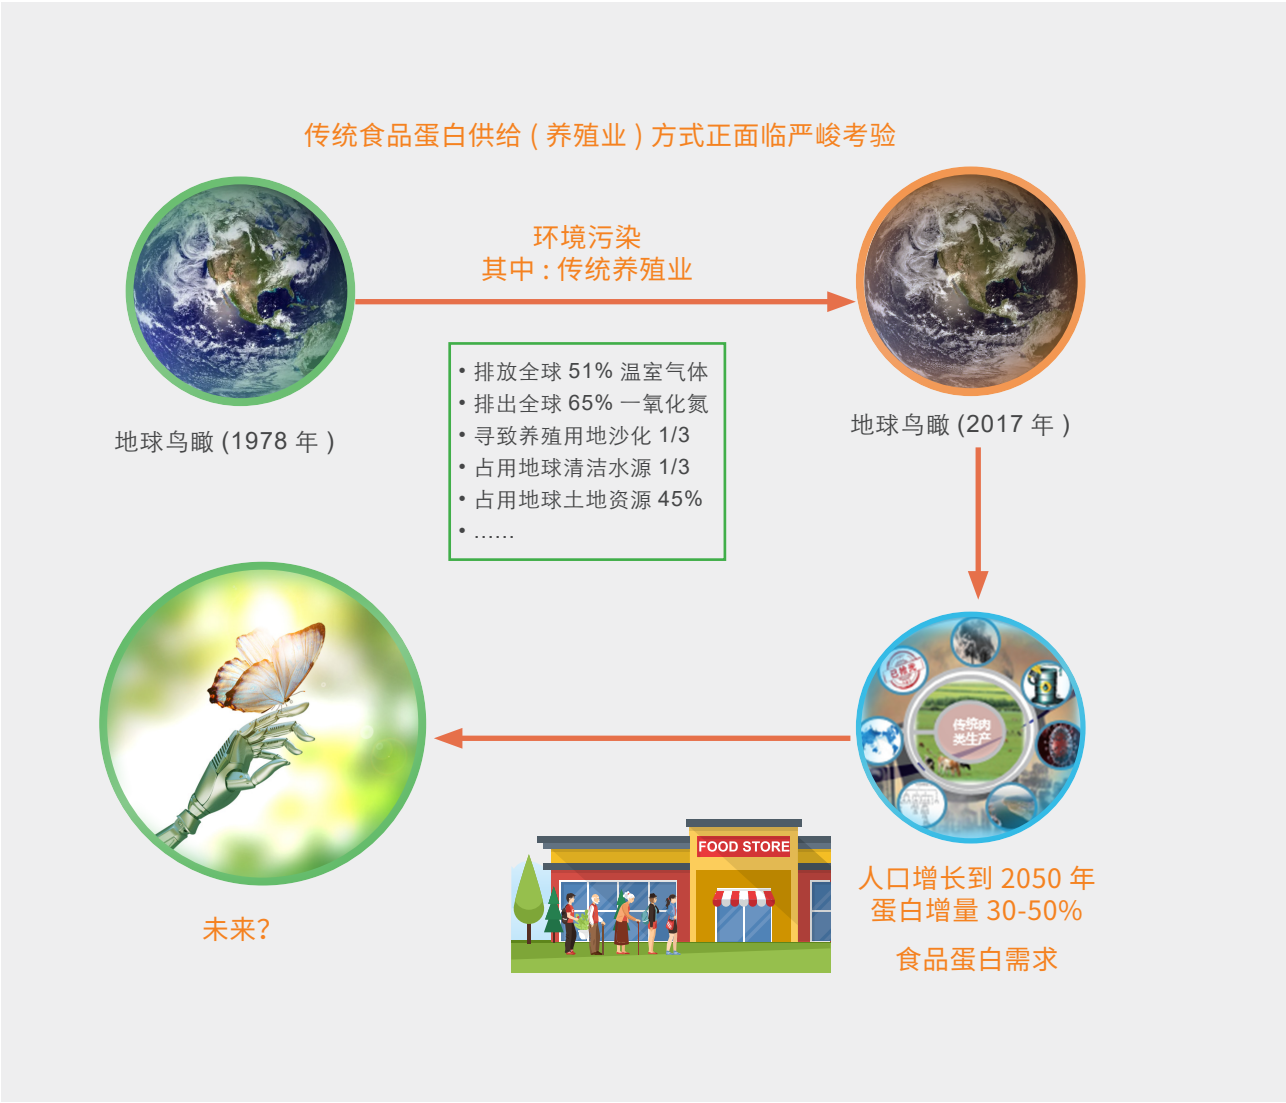 传统食品蛋白供给 ( 养殖业 ) 方式正面临严峻考验
环境污染
其中 : 传统养殖业
• 排放全球 51% 温室气体
• 排出全球 65% 一氧化氮
• 寻致养殖用地沙化 1/3
• 占用地球清洁水源 1/3
• 占用地球土地资源 45%
• ......
地球鸟瞰 (1978 年 )
地球鸟瞰 (2017 年 )
传统肉
类生产
FOOD STORE
人口增长到 2050 年
蛋白增量 30-50%
食品蛋白需求
未来?